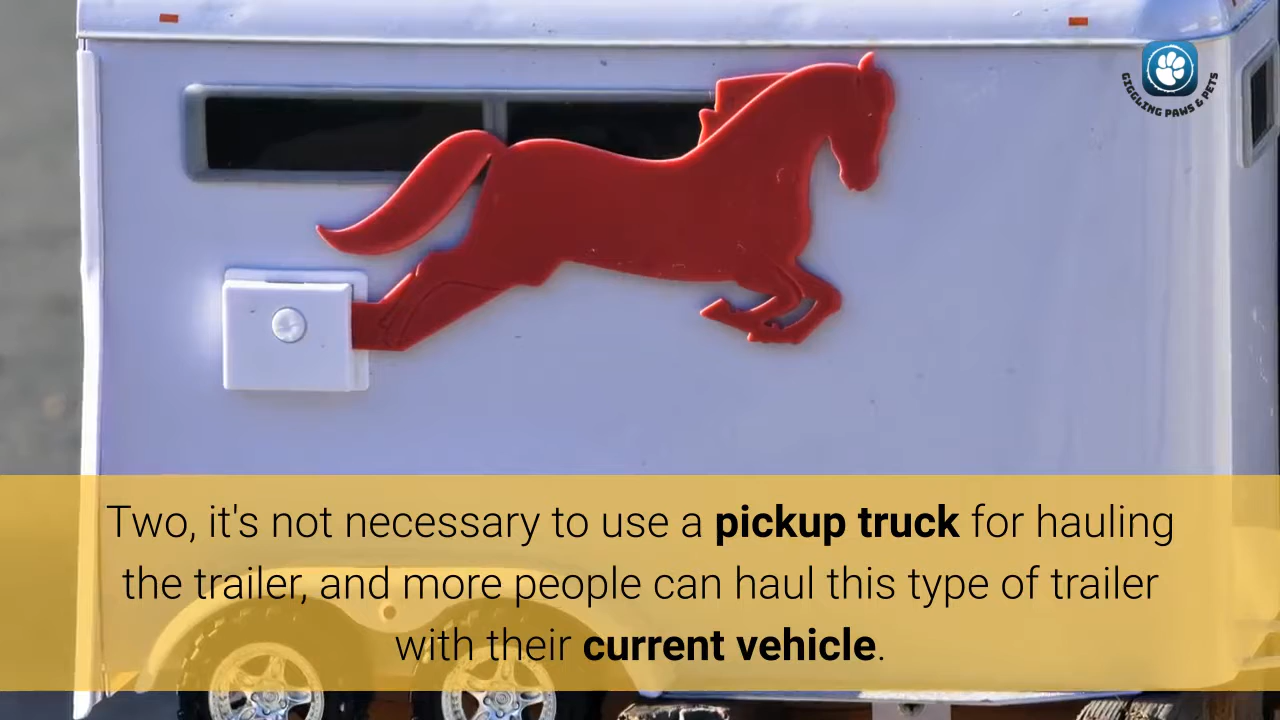 GIGGLING PAWS & PETS
Two, it's not necessary to use a pickup truck for hauling
the trailer, and more people can haul this type of trailer
with their current vehicle.